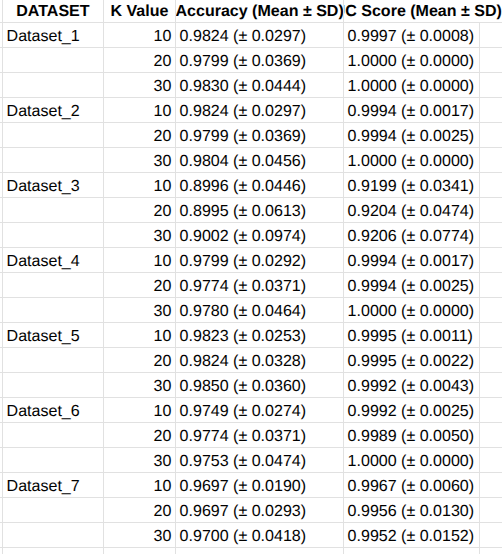 DATASET K Value Accuracy (Mean ± SD) C Score (Mean ± SD)
Dataset_1 10 0.9824 (± 0.0297) 0.9997 (± 0.0008)
20 0.9799 (± 0.0369) 1.0000 (± 0.0000)
30 0.9830 (± 0.0444) 1.0000 (± 0.0000)
Dataset_2 10 0.9824 (± 0.0297) 0.9994 (± 0.0017)
20 0.9799 (± 0.0369) 0.9994 (± 0.0025)
30 0.9804 (± 0.0456) 1.0000 (± 0.0000)
Dataset_3 10 0.8996 (± 0.0446) 0.9199 (± 0.0341)
20 0.8995 (± 0.0613) 0.9204 (± 0.0474)
30 0.9002 (± 0.0974) 0.9206 (± 0.0774)
Dataset_4 10 0.9799 (± 0.0292) 0.9994 (± 0.0017)
20 0.9774 (± 0.0371) 0.9994 (± 0.0025)
30 0.9780 (± 0.0464) 1.0000 (± 0.0000)
Dataset_5 10 0.9823 (± 0.0253) 0.9995 (± 0.0011)
20 0.9824 (± 0.0328) 0.9995 (± 0.0022)
30 0.9850 (± 0.0360) 0.9992 (± 0.0043)
Dataset_6 10 0.9749 (± 0.0274) 0.9992 (± 0.0025)
20 0.9774 (± 0.0371) 0.9989 (± 0.0050)
30 0.9753 (± 0.0474) 1.0000 (± 0.0000)
Dataset_7 10 0.9697 (± 0.0190) 0.9967 (± 0.0060)
20 0.9697 (± 0.0293) 0.9956 (± 0.0130)
30 0.9700 (± 0.0418) 0.9952 (± 0.0152)